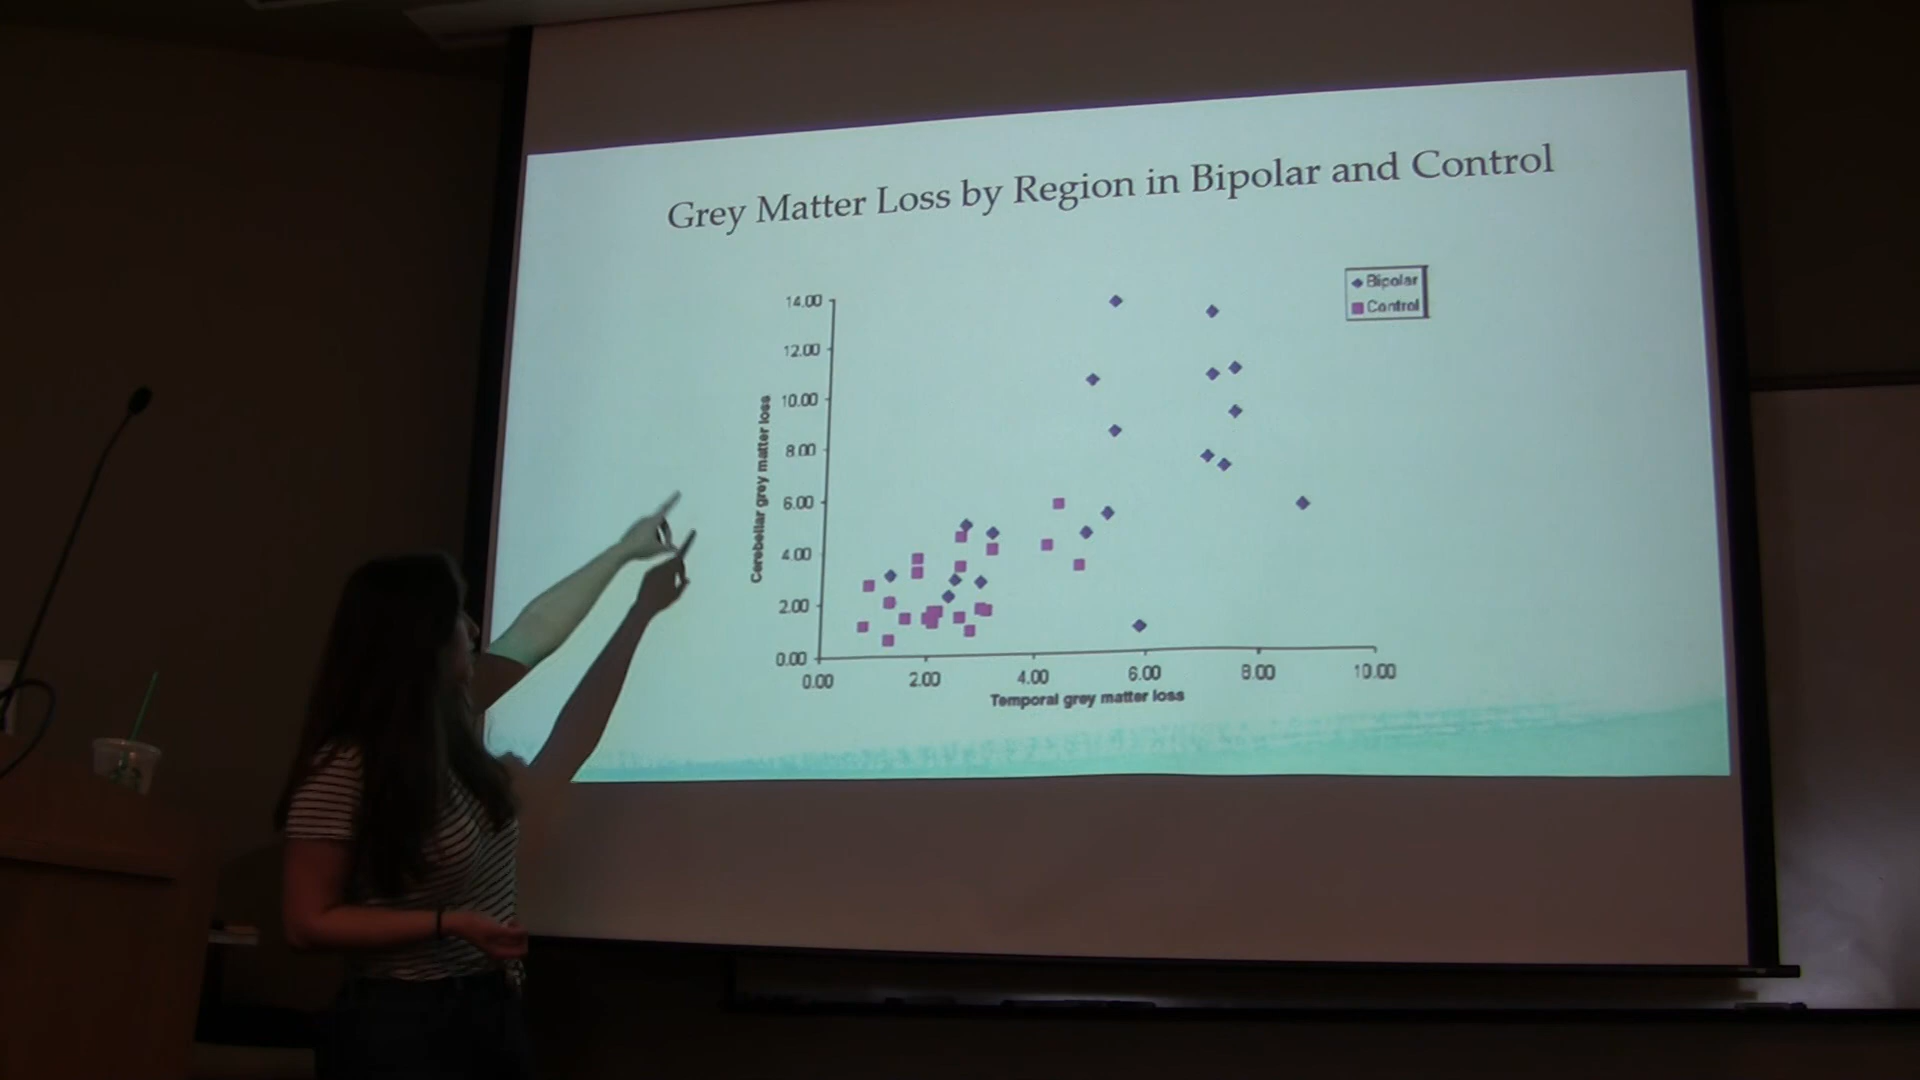 Grey Matter Loss by Region in Bipolar and Control
Bipolar
Control
14.00
12.00
10.00
8.00
6.00
4.00
2.00
0.00
Cerebellar grey matter loss
0.00 2.00 4.00 6.00 8.00 10.00
Temporal grey matter loss